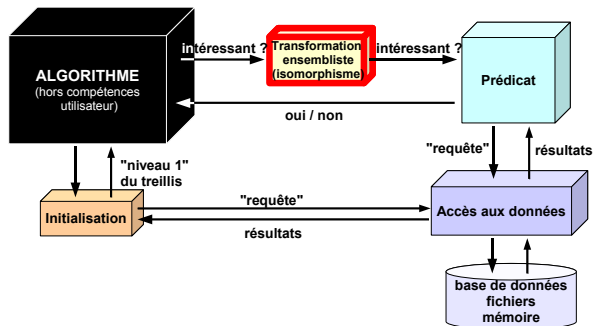 intéressant ?
Transformation
ensembliste
(isomorphisme)
intéressant ?
ALGORITHME
(hors compétences
utilisateur)
Prédicat
oui / non
"niveau 1"
du treillis
"requête"
résultats
Initialisation
"requête"
résultats
Accès aux données
base de données
fichiers
mémoire